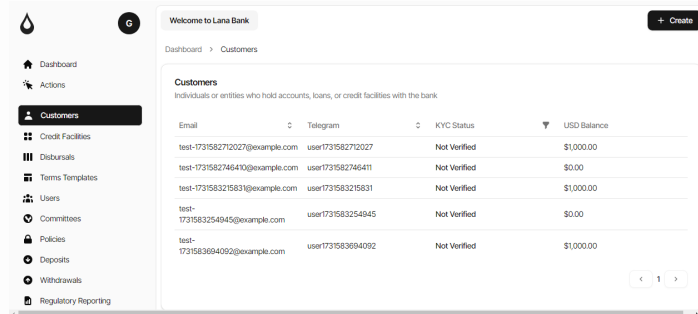 G
Welcome to Lana Bank
+ Create
Dashboard > Customers
Dashboard
Actions
Customers
Credit Facilities
Disbursals
Terms Templates
Users
Committees
Policies
Deposits
Withdrawals
Regulatory Reporting
Customers
Individuals or entities who hold accounts, loans, or credit facilities with the bank
Email Telegram KYC Status USD Balance
test-1731582712027@example.com user1731582712027 Not Verified $1,000.00
test-1731582746410@example.com user1731582746411 Not Verified $0.00
test-1731583215831@example.com user1731583215831 Not Verified $1,000.00
test-
1731583254945@example.com user1731583254945 Not Verified $0.00
test-
1731583694092@example.com user1731583694092 Not Verified $1,000.00
< 1 >